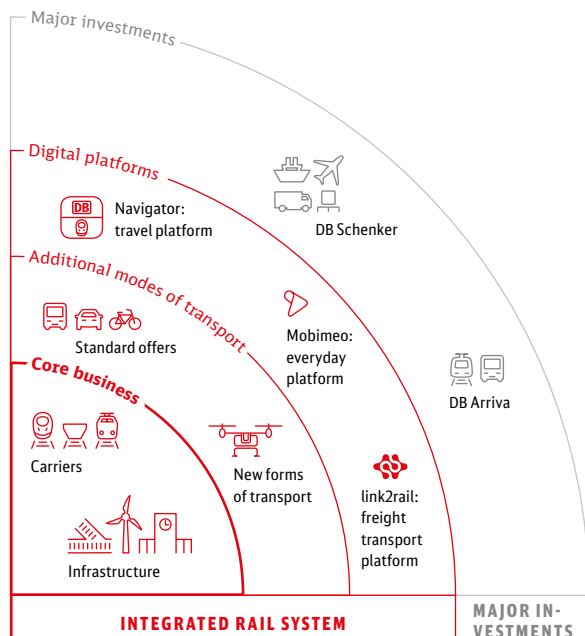 Major investments
Digital platforms
DB
Navigator:
travel platform
DB Schenker
Additional modes of transport
Standard offers
Mobimeo:
everyday
platform
DB Arriva
Core business
Carriers
New forms
of transport
link2rail:
freight
transport
platform
Infrastructure
INTEGRATED RAIL SYSTEM
MAJOR IN-
VESTMENTS